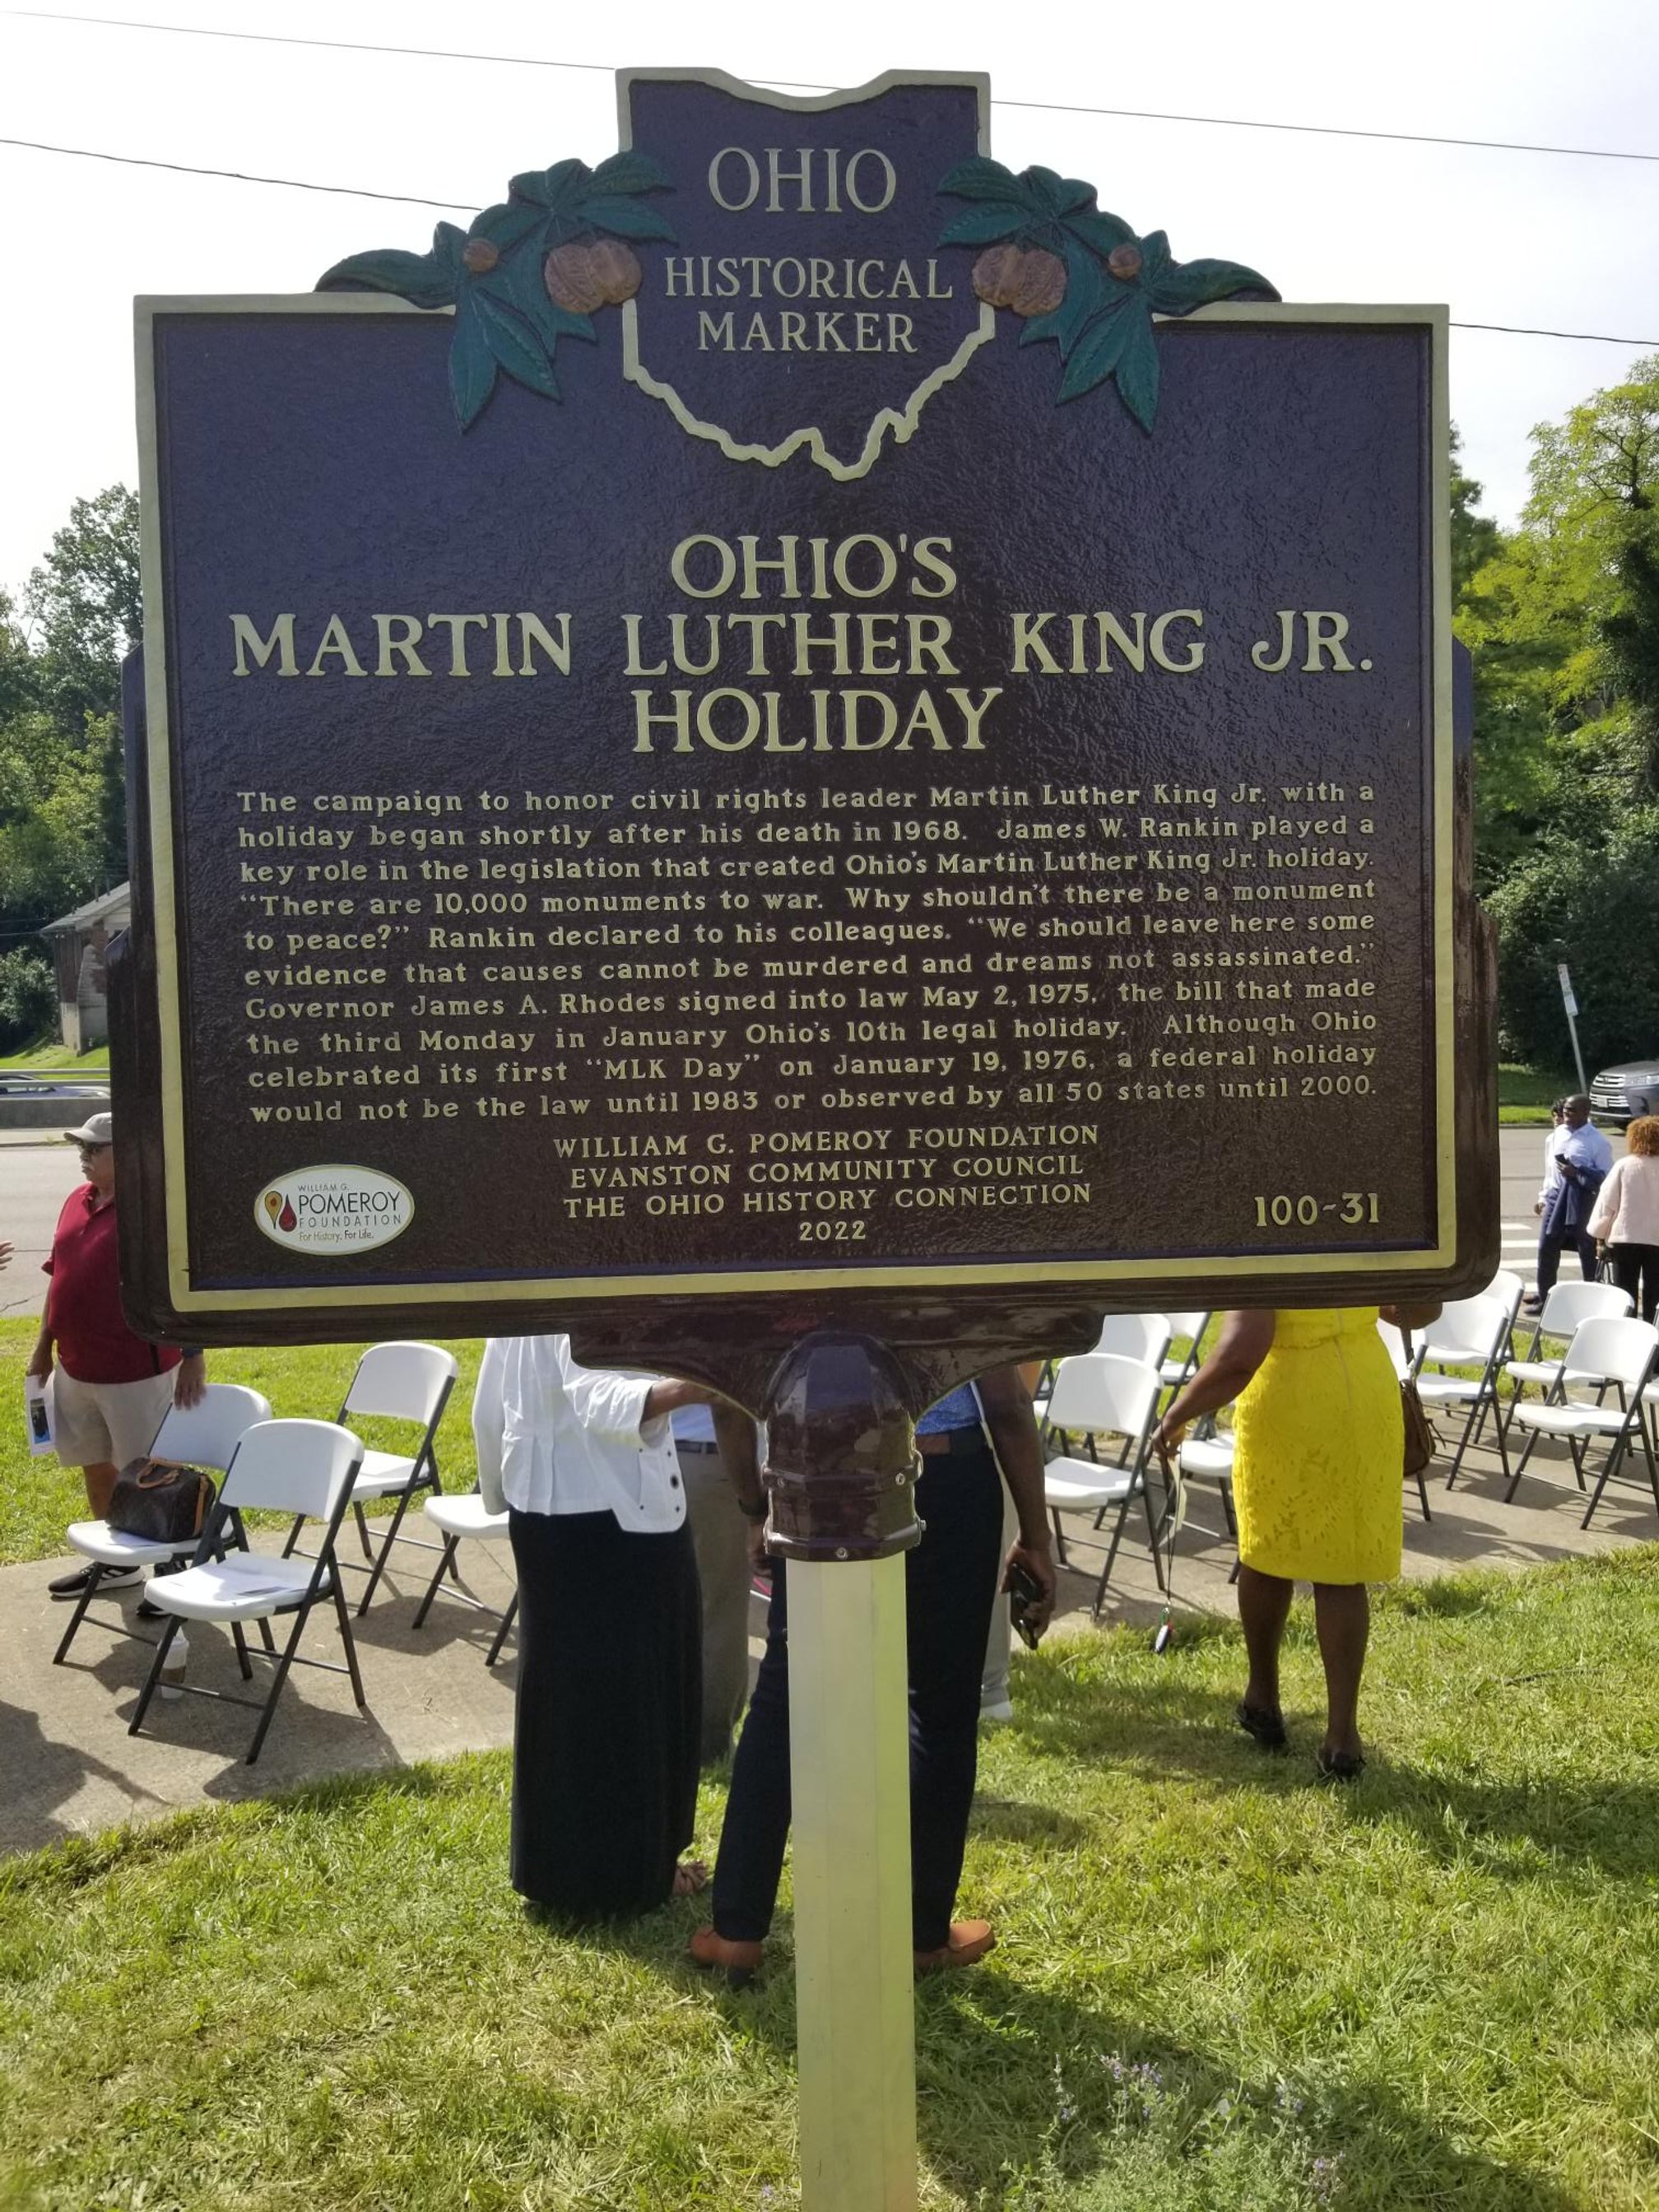 OHIO
HISTORICAL
MARKER
OHIO'S
MARTIN LUTHER KING JR.
HOLIDAY
The campaign to honor civil rights leader Martin Luther King Jr. with a
holiday began shortly after his death in 1968. James W. Rankin played a
key role in the legislation that created Ohio's Martin Luther King Jr. holiday.
“There are 10,000 monuments to war. Why shouldn't there be a monument
to peace?” Rankin declared to his colleagues. “We should leave here some
evidence that causes cannot be murdered and dreams not assassinated.”
Governor James A. Rhodes signed into law May 2, 1975, the bill that made
the third Monday in January Ohio's 10th legal holiday. Although Ohio
celebrated its first “MLK Day” on January 19, 1976, a federal holiday
would not be the law until 1983 or observed by all 50 states until 2000.
WILLIAM G. POMEROY FOUNDATION
EVANSTON COMMUNITY COUNCIL
THE OHIO HISTORY CONNECTION
2022
WILLIAM G.
POMEROY
FOUNDATION
For History. For Life.
100-31